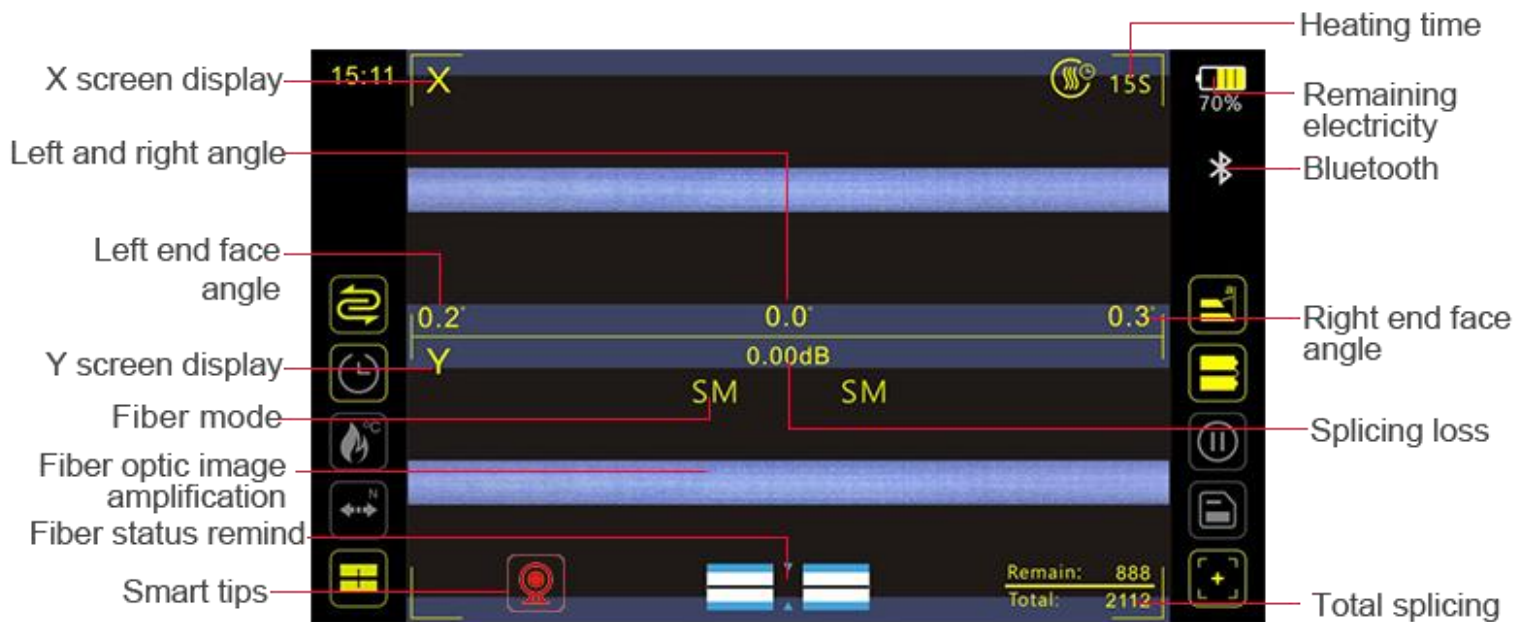 Heating time
X screen display
15:11
X
15S
70%
Remaining
electricity
Left and right angle
Bluetooth
Left end face
angle
0.2°
0.0°
0.3°
a
Right end face
angle
Y screen display
Y
0.00dB
SM
SM
Fiber mode
°C
Splicing loss
Fiber optic image
amplification
N
Fiber status remind
Smart tips
Remain: 888
Total: 2112
Total splicing